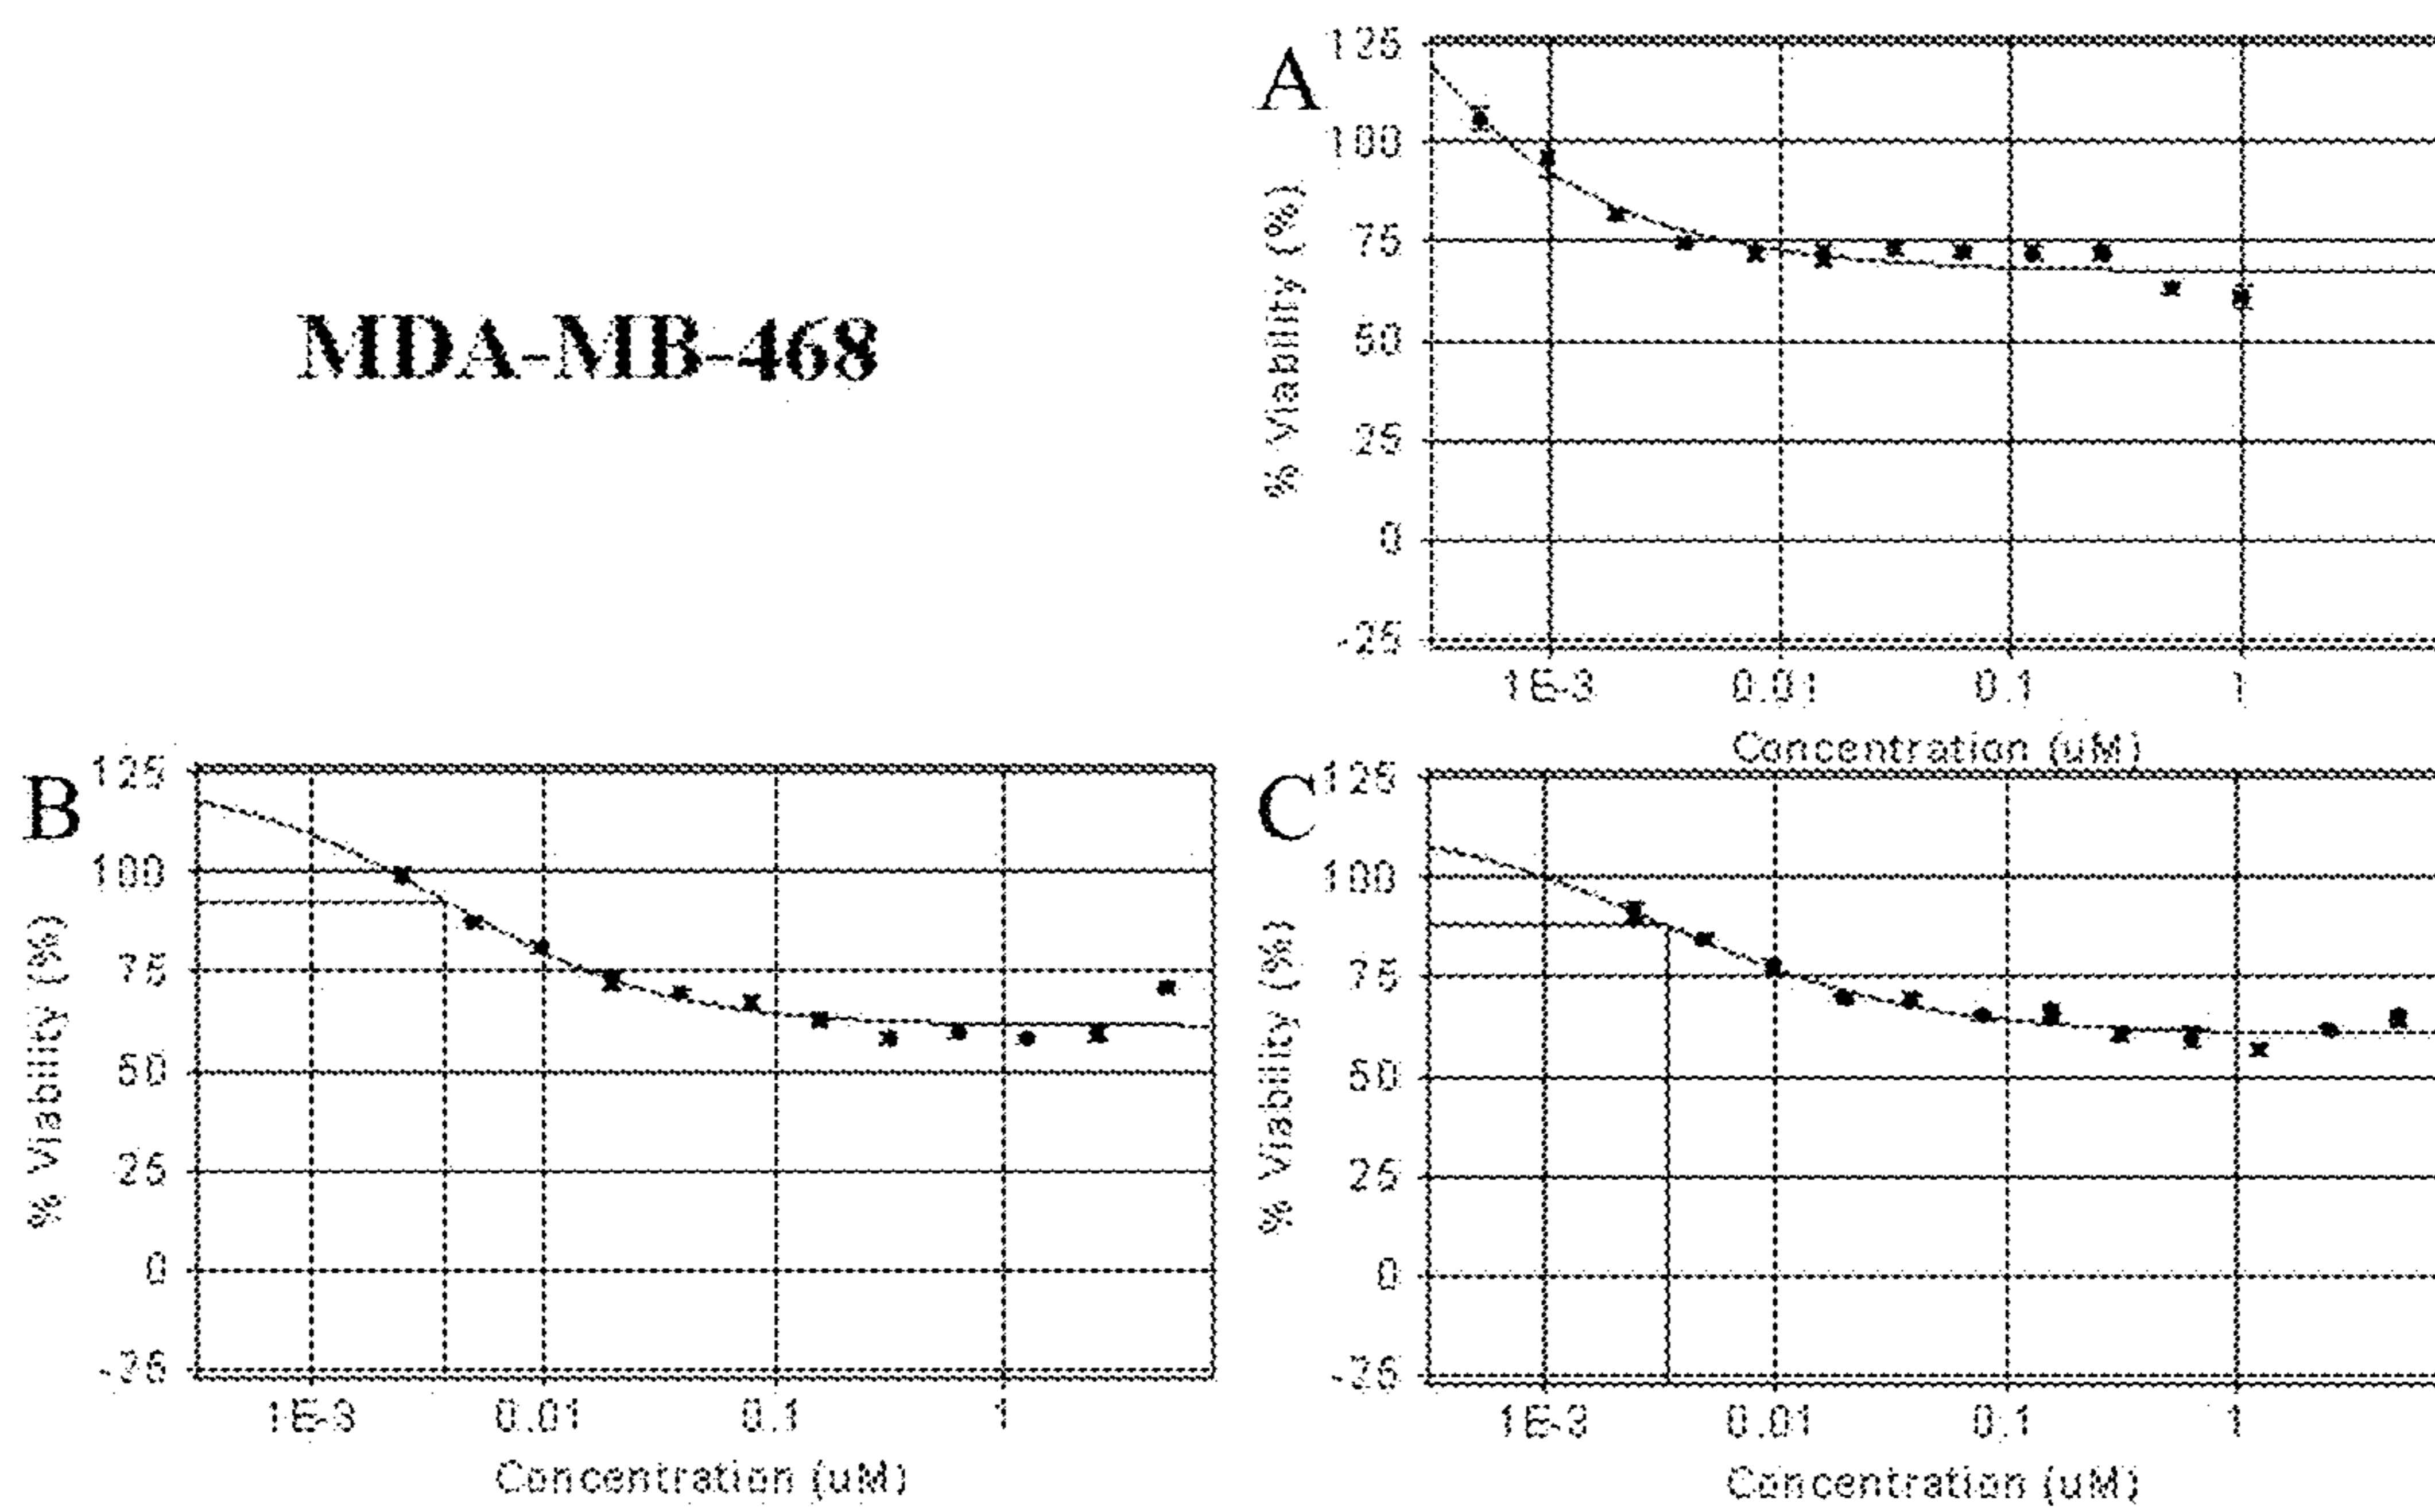 A
125
100
75
50
25
0
-25
% Viability (%)
1E-3 0.01 0.1 1
Concentration (uM)
MDA-MB-468
B
125
100
75
50
25
0
-25
% Viability (%)
1E-3 0.01 0.1 1
Concentration (uM)
C
125
100
75
50
25
0
-25
% Viability (%)
1E-3 0.01 0.1 1
Concentration (uM)